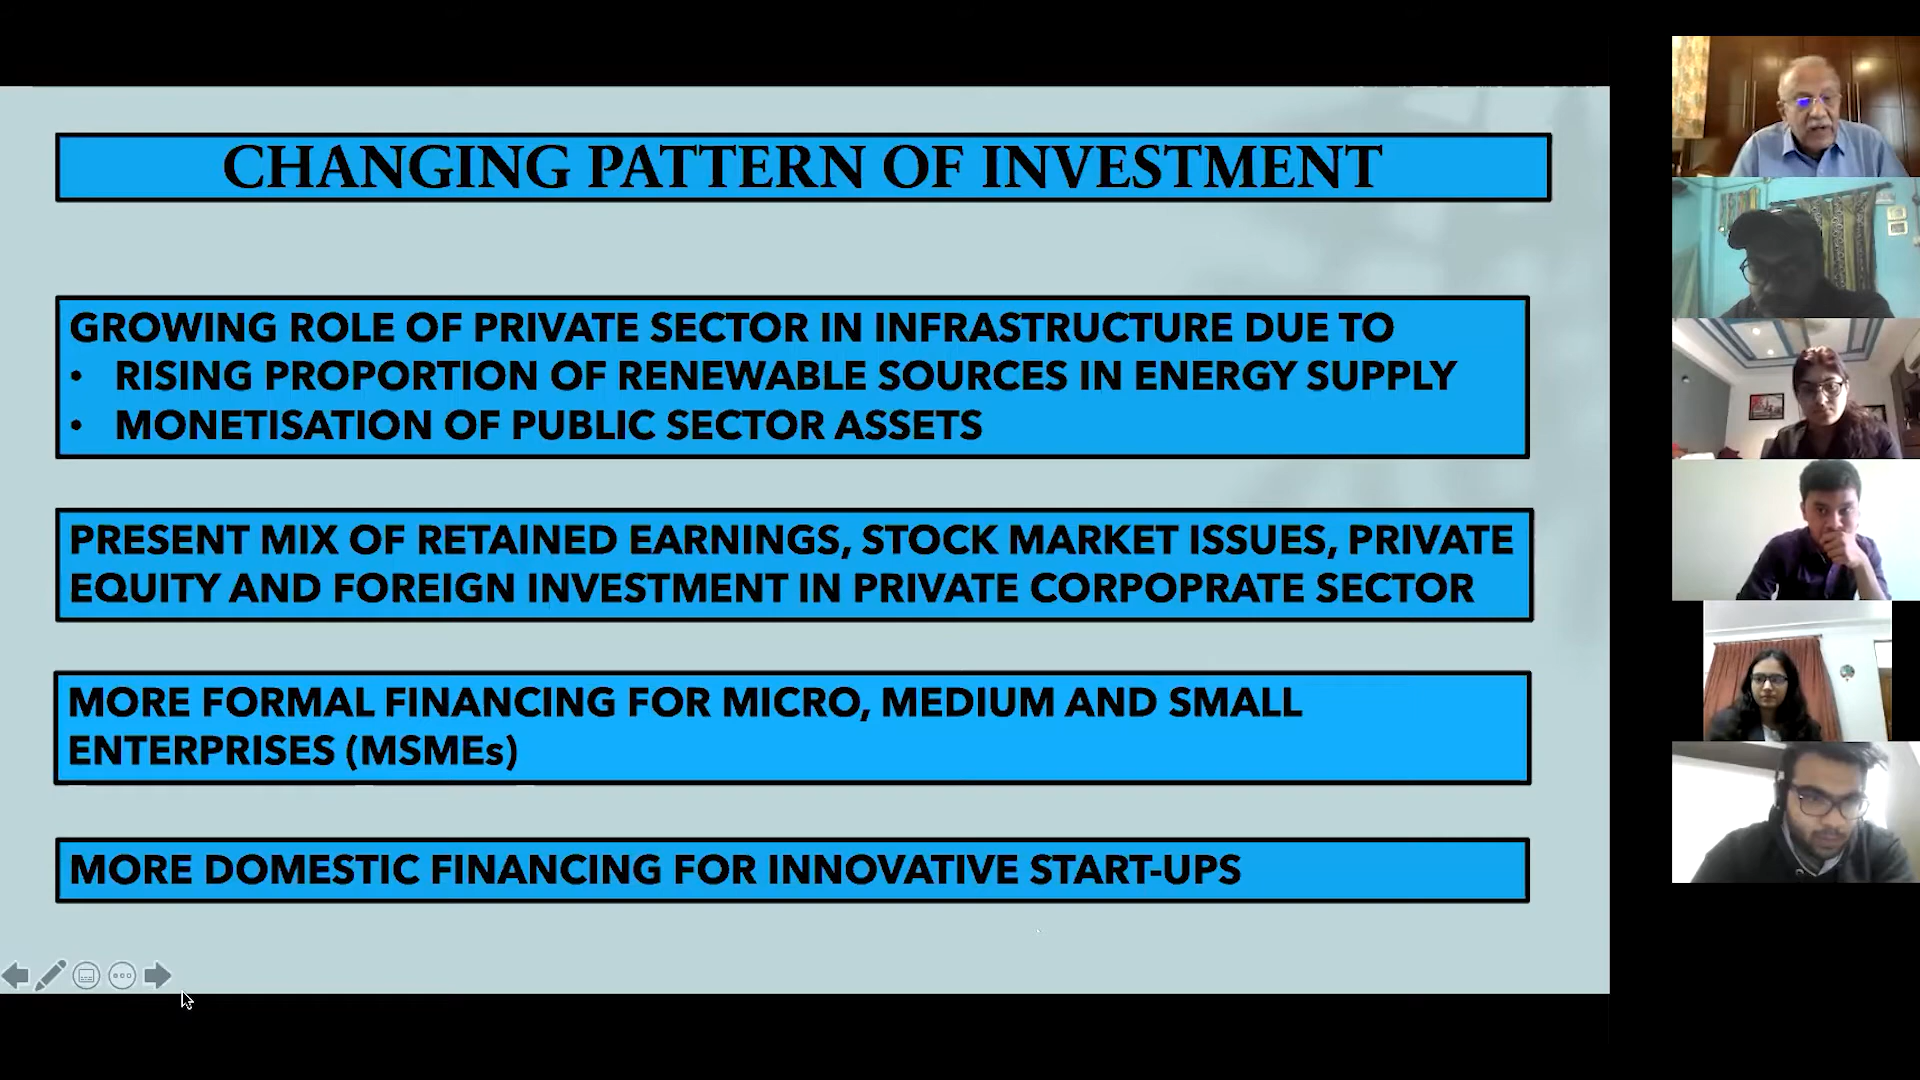 CHANGING PATTERN OF INVESTMENT
GROWING ROLE OF PRIVATE SECTOR IN INFRASTRUCTURE DUE TO
• RISING PROPORTION OF RENEWABLE SOURCES IN ENERGY SUPPLY
• MONETISATION OF PUBLIC SECTOR ASSETS
PRESENT MIX OF RETAINED EARNINGS, STOCK MARKET ISSUES, PRIVATE
EQUITY AND FOREIGN INVESTMENT IN PRIVATE CORPOPRATE SECTOR
MORE FORMAL FINANCING FOR MICRO, MEDIUM AND SMALL
ENTERPRISES (MSMEs)
MORE DOMESTIC FINANCING FOR INNOVATIVE START-UPS